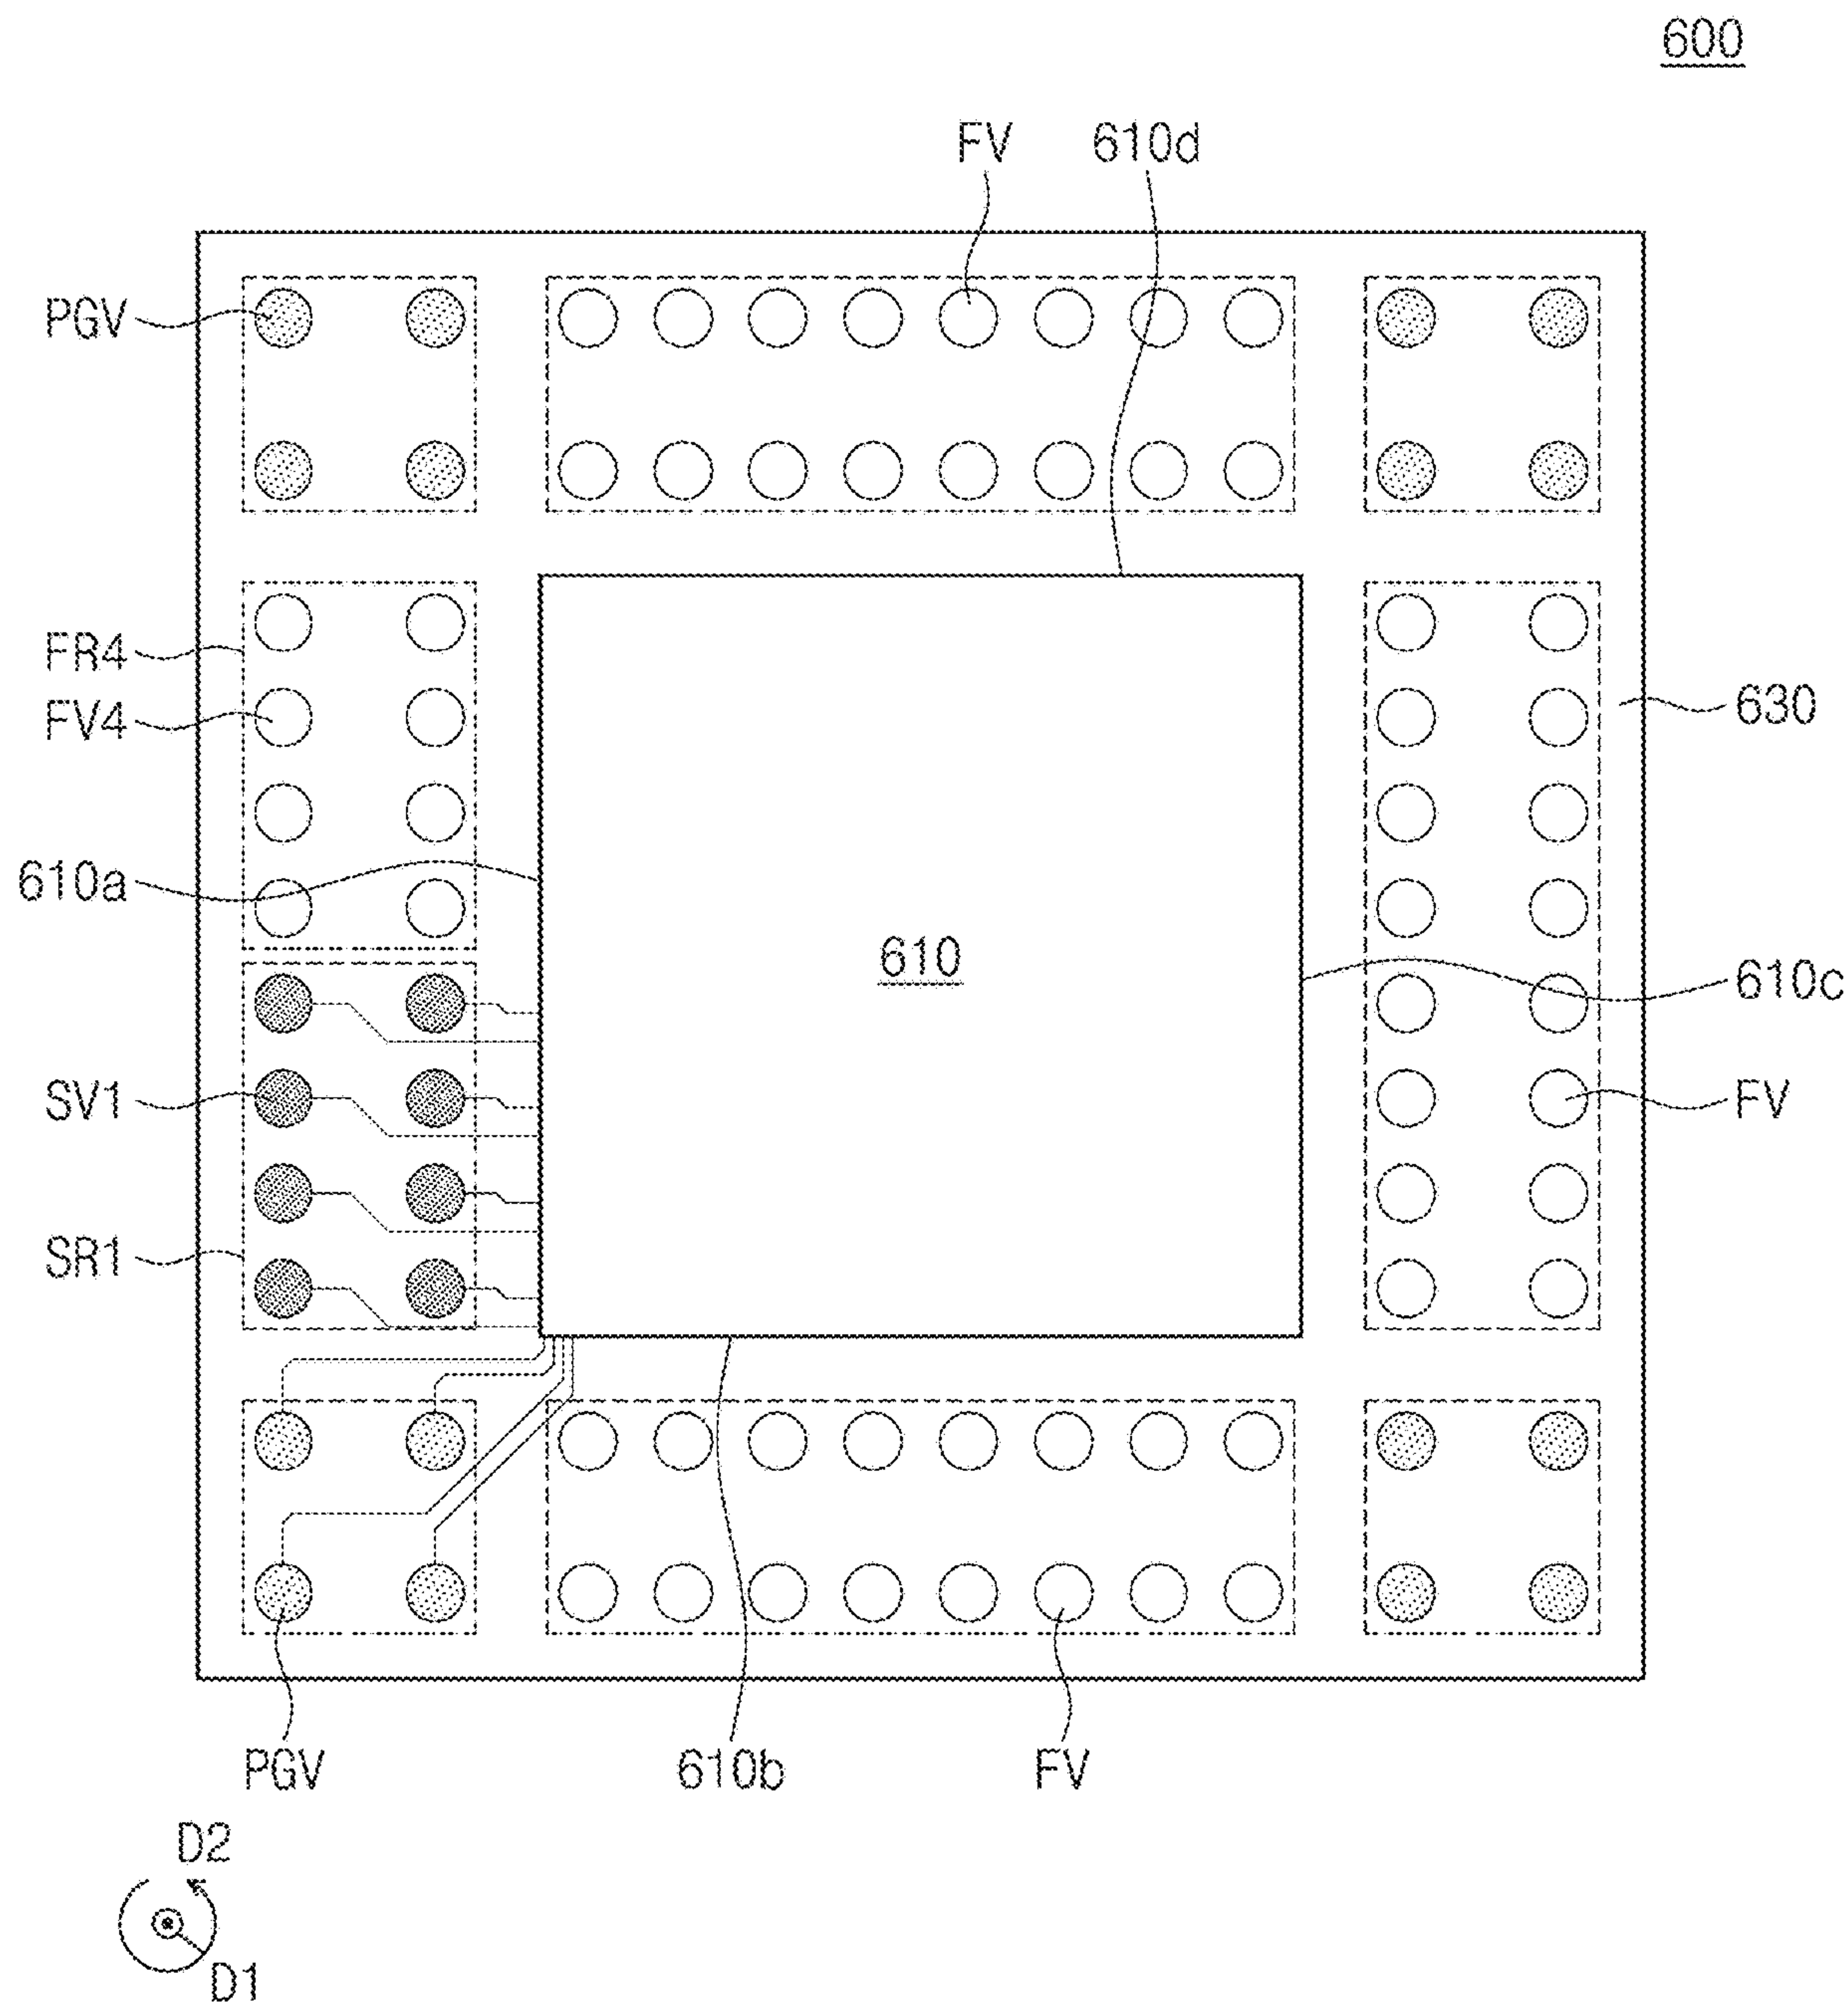 600
FV 610d
PGV
FR4
FV4
630
610a
610
610c
SV1
FV
SR1
PGV
610b
FV
D2
D1